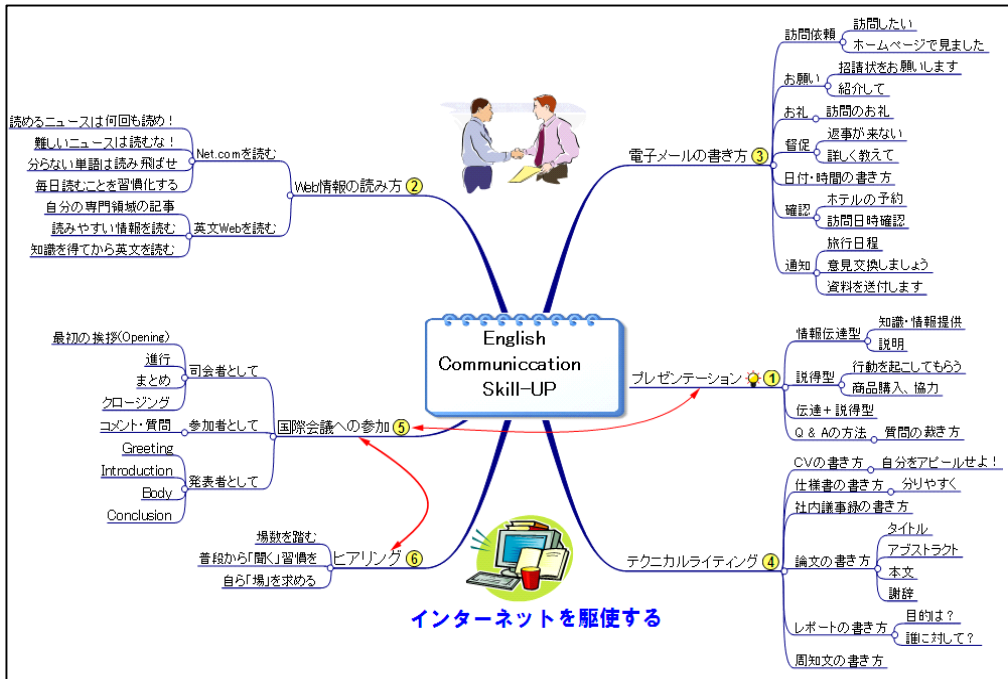 English
Communiccation
Skill-UP
プレゼンテーション ①
情報伝達型
知識・情報提供
説明
説得型
行動を起こしてもらう
商品購入、協力
伝達+説得型
Q & Aの方法
質問の裁き方
Web情報の読み方 ②
Net.comを読む
読めるニュースは何回も読め!
難しいニュースは読むな!
分らない単語は読み飛ばせ
毎日読むことを習慣化する
英文Webを読む
自分の専門領域の記事
読みやすい情報を読む
知識を得てから英文を読む
電子メールの書き方 ③
訪問依頼
訪問したい
ホームページで見ました
お願い
招請状をお願いします
紹介して
お礼
訪問のお礼
督促
返事が来ない
詳しく教えて
日付・時間の書き方
確認
ホテルの予約
訪問日時確認
通知
旅行日程
意見交換しましょう
資料を送付します
テクニカルライティング ④
CVの書き方
自分をアピールせよ!
仕様書の書き方
分りやすく
社内議事録の書き方
論文の書き方
タイトル
アブストラクト
本文
謝辞
レポートの書き方
目的は?
誰に対して?
周知文の書き方
国際会議への参加 ⑤
司会者として
最初の挨拶(Opening)
進行
まとめ
クロージング
参加者として
コメント・質問
発表者として
Greeting
Introduction
Body
Conclusion
ヒアリング ⑥
場数を踏む
普段から「聞く」習慣を
自ら「場」を求める
インターネットを駆使する